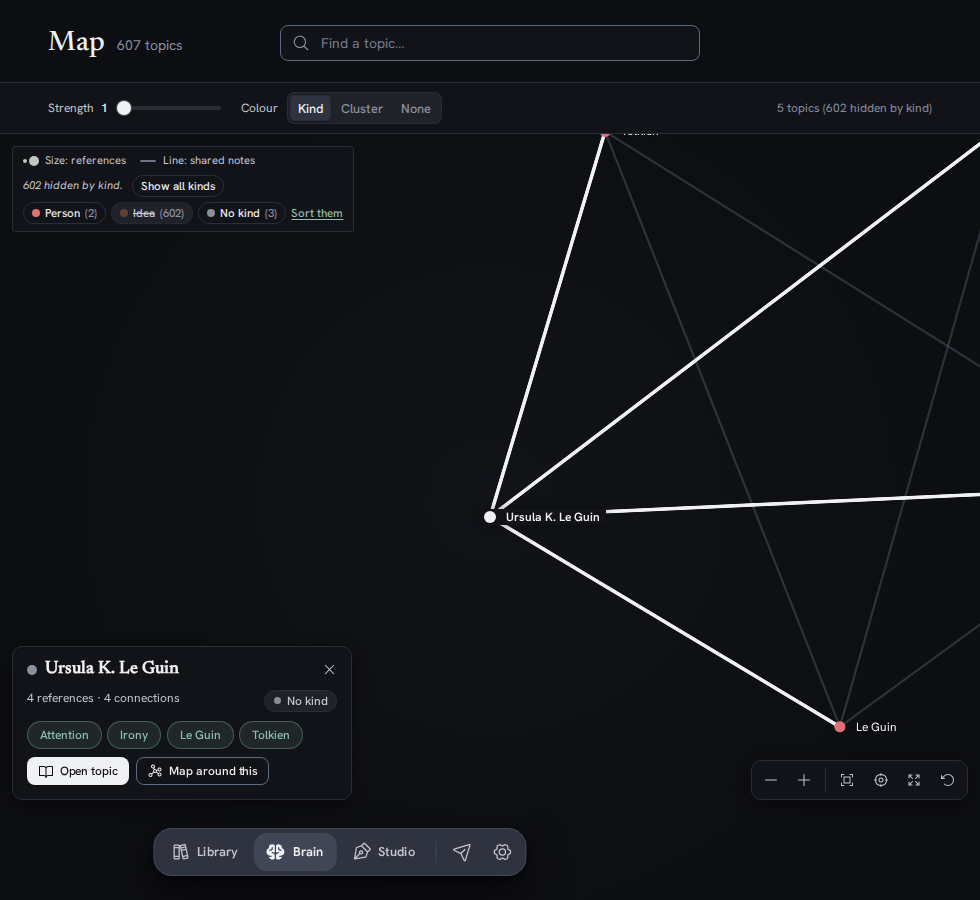 Map 607 topics
Find a topic...
Strength 1
Colour Kind Cluster None
5 topics (602 hidden by kind)
Tolkien
Size: references Line: shared notes
602 hidden by kind. Show all kinds
Person (2) Idea (602) No kind (3) Sort them
Ursula K. Le Guin
Le Guin
Ursula K. Le Guin
4 references · 4 connections
No kind
Attention Irony Le Guin Tolkien
Open topic Map around this
Library Brain Studio